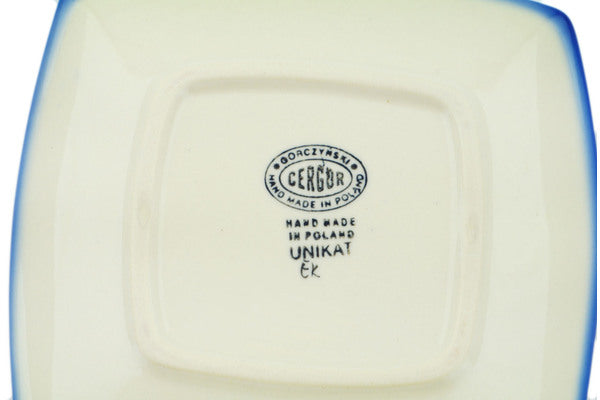 GORCZYŃSKI
CERGOR
HAND MADE IN POLAND
HAND MADE
IN POLAND
UNIKAT
EK